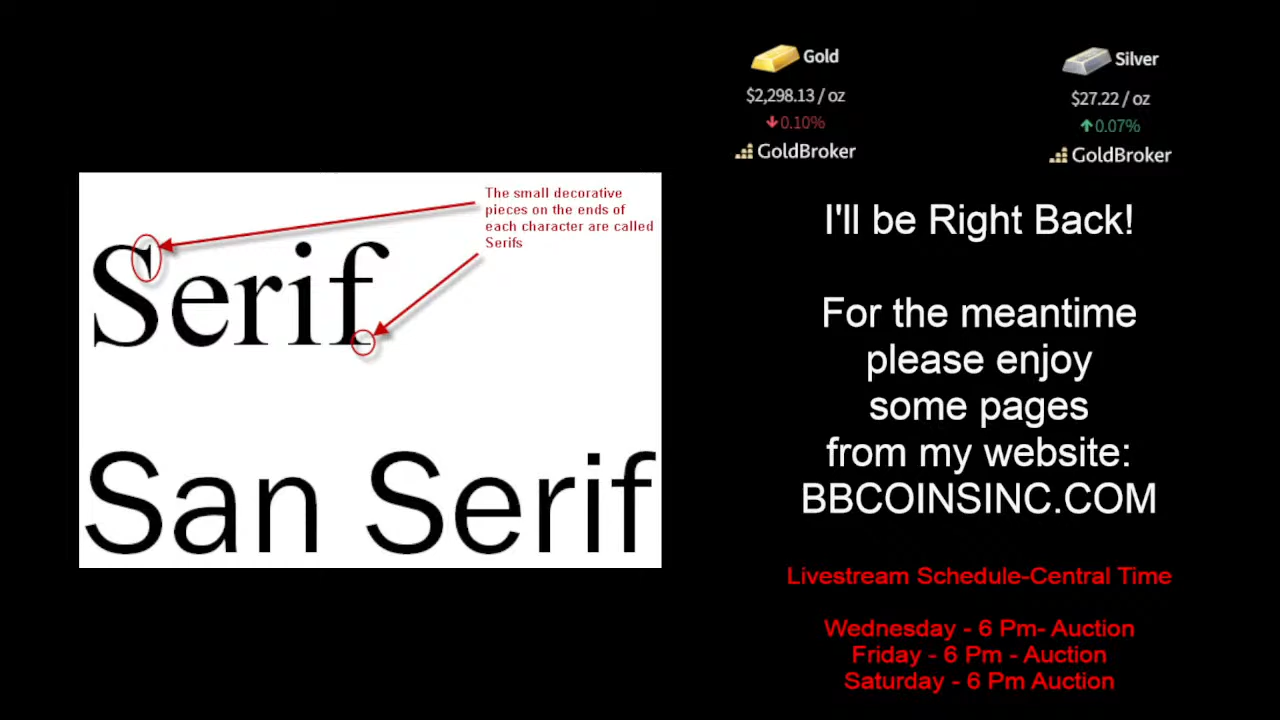 The small decorative
pieces on the ends of
each character are called
Serifs
Serif
San Serif
Gold
$2,298.13 / oz
0.10%
GoldBroker
Silver
$27.22 / oz
0.07%
GoldBroker
I'll be Right Back!
For the meantime
please enjoy
some pages
from my website:
BBCOINSINC.COM
Livestream Schedule-Central Time
Wednesday - 6 Pm- Auction
Friday - 6 Pm - Auction
Saturday - 6 Pm Auction